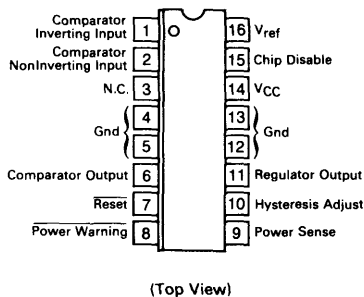 Comparator
Inverting Input
1
16
Vref
Comparator
NonInverting Input
2
15
Chip Disable
N.C.
3
14
VCC
Gnd
4
5
13
12
Gnd
Comparator Output
6
11
Regulator Output
Reset
7
10
Hysteresis Adjust
Power Warning
8
9
Power Sense
(Top View)